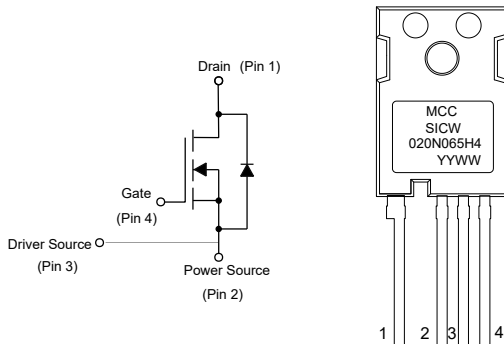 Drain (Pin 1)
Gate
(Pin 4)
Driver Source
(Pin 3)
Power Source
(Pin 2)
MCC
SICW
020N065H4
YYWW
1 2 3 4